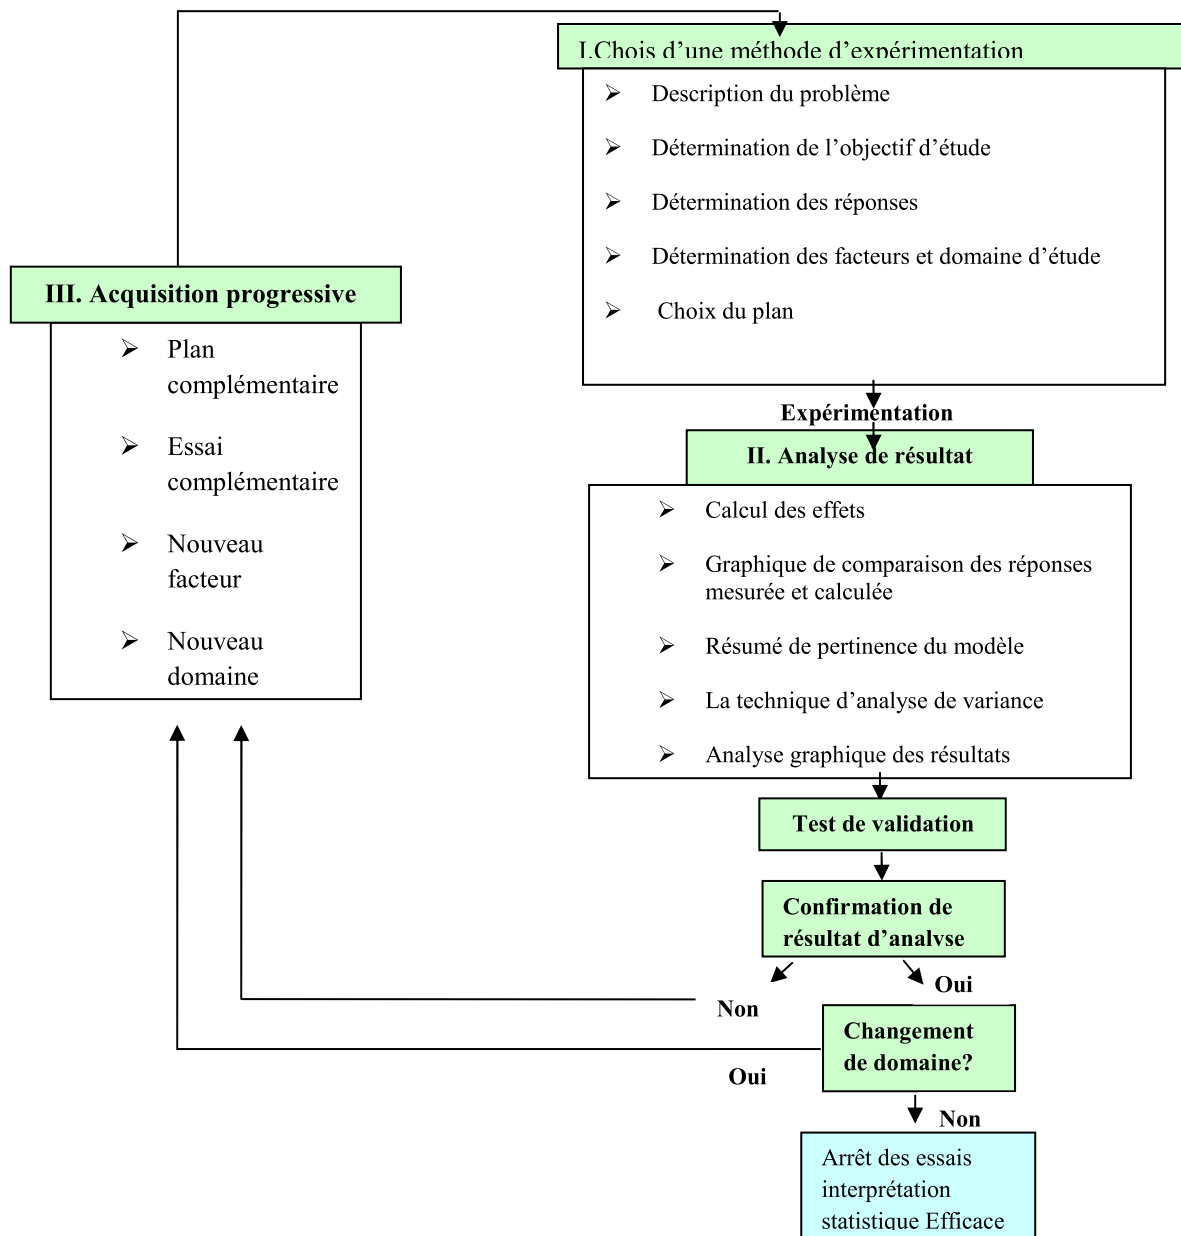 I.Chois d’une méthode d’expérimentation
➢ Description du problème
➢ Détermination de l’objectif d’étude
➢ Détermination des réponses
➢ Détermination des facteurs et domaine d’étude
➢ Choix du plan
Expérimentation
II. Analyse de résultat
➢ Calcul des effets
➢ Graphique de comparaison des réponses
mesurée et calculée
➢ Résumé de pertinence du modèle
➢ La technique d’analyse de variance
➢ Analyse graphique des résultats
Test de validation
Confirmation de
résultat d’analyse
Non
Oui
Changement
de domaine?
Oui
Non
Arrêt des essais
interprétation
statistique Efficace
III. Acquisition progressive
➢ Plan
complémentaire
➢ Essai
complémentaire
➢ Nouveau
facteur
➢ Nouveau
domaine